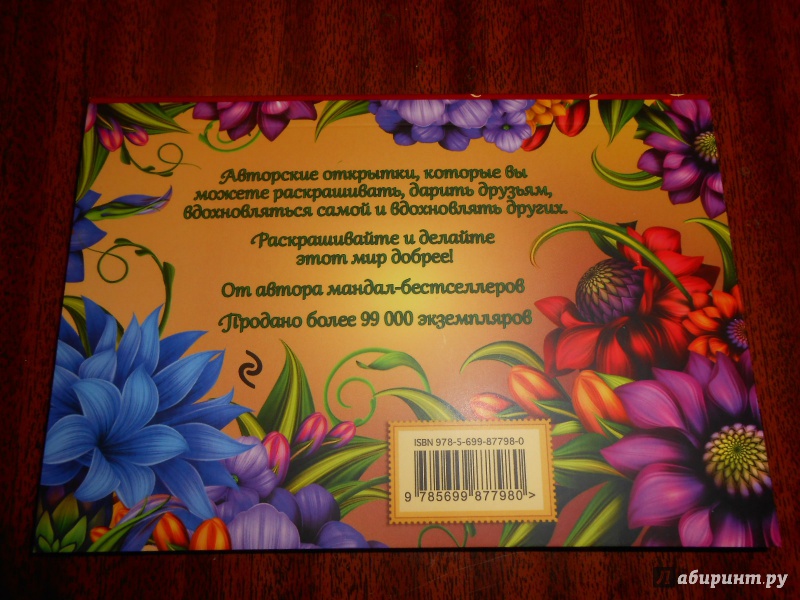 Авторские открытки, которые вы
можете раскрашивать, дарить друзьям,
вдохновляться самой и вдохновлять других.
Раскрашивайте и делайте
этот мир добрее!
От автора мандал-бестселлеров
Продано более 99 000 экземпляров
ISBN 978-5-699-87798-0
9 785699 877980 >
Лабиринт.ру